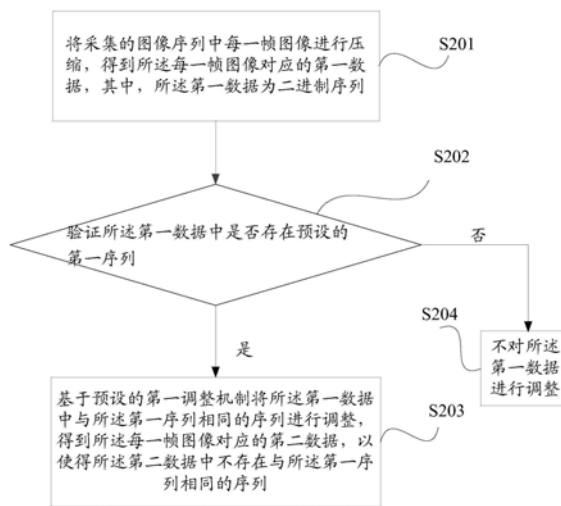 将采集的图像序列中每一帧图像进行压
缩，得到所述每一帧图像对应的第一数
据，其中，所述第一数据为二进制序列
S201
S202
验证所述第一数据中是否存在预设的
第一序列
否
是
S204
不对所述
第一数据
进行调整
基于预设的第一调整机制将所述第一数据
中与所述第一序列相同的序列进行调整，
得到所述每一帧图像对应的第二数据，以
使得所述第二数据中不存在与所述第一序
列相同的序列
S203